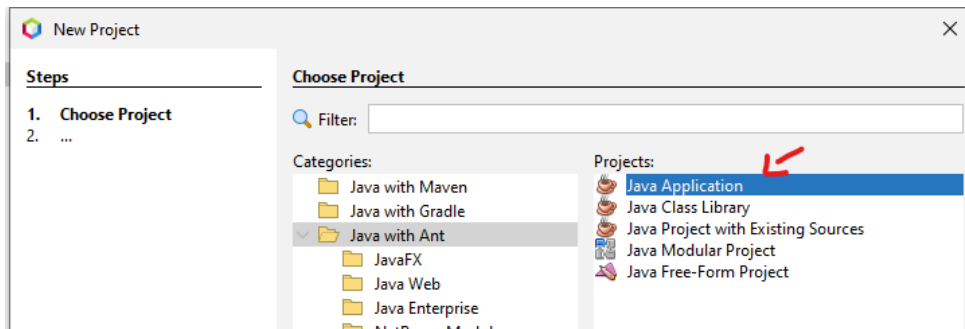 New Project
Steps
1. Choose Project
2. ...
Choose Project
Filter:
Categories:
Java with Maven
Java with Gradle
Java with Ant
JavaFX
Java Web
Java Enterprise
Projects:
Java Application
Java Class Library
Java Project with Existing Sources
Java Modular Project
Java Free-Form Project